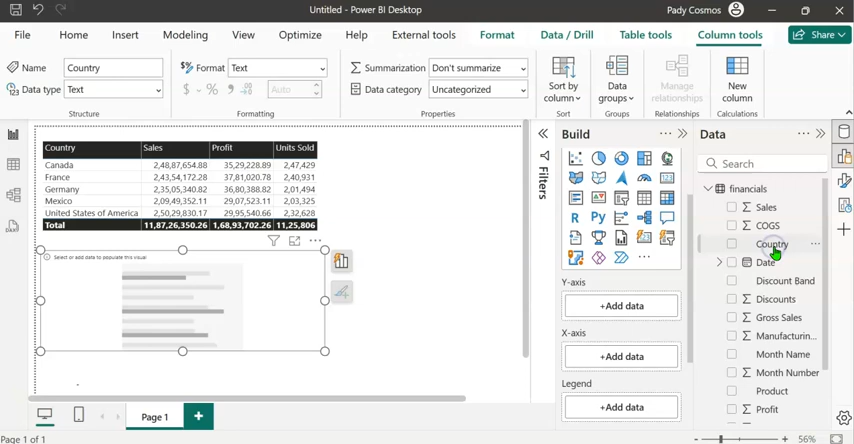 Untitled - Power BI Desktop
Pady Cosmos
File Home Insert Modeling View Optimize Help External tools Format Data / Drill Table tools Column tools Share
Name Country
Data type Text
Structure
Format Text
$ % Auto
Formatting
Summarization Don't summarize
Data category Uncategorized
Properties
Sort by column
Sort
Data groups
Groups
Manage relationships
Relationships
New column
Calculations
Country Sales Profit Units Sold
Canada 2,48,87,654.88 35,29,228.89 2,47,429
France 2,43,54,172.28 37,81,020.78 2,40,931
Germany 2,35,05,340.82 36,80,388.82 2,01,494
Mexico 2,09,49,352.11 29,07,523.11 2,03,325
United States of America 2,50,29,830.17 29,95,540.66 2,32,628
Total 11,87,26,350.26 1,68,93,702.26 11,25,806
Select or add data to populate this visual
Filters
Build
R Py
123
Y-axis
+Add data
X-axis
+Add data
Legend
+Add data
Data
Search
financials
Sales
COGS
Country
Date
Discount Band
Discounts
Gross Sales
Manufacturin...
Month Name
Month Number
Product
Profit
DAX
Page 1
Page 1 of 1
56%